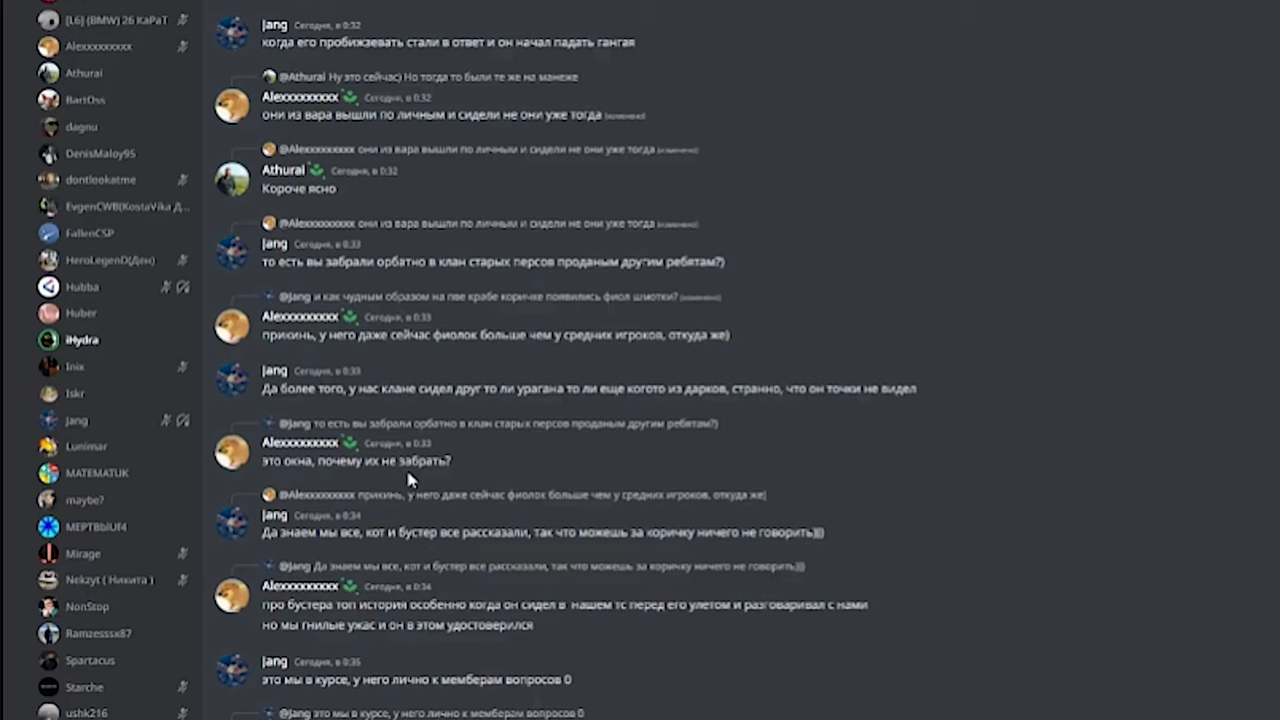 [L6] (BMW) 26 KaPaT
Alexxxxxxxxx
Athurai
BartOss
dagnu
DenisMaloy95
dontlookatme
EvgenCWB(KostaVika Д...
FallenCSP
HeroLegenD(Ден)
Hubba
Huber
iHydra
Inix
Iskr
Jang
Lunimar
MATEMATUK
maybe?
MEPTBblUf4
Mirage
Nekzyt ( Никита )
NonStop
Ramzesssx87
Spartacus
Starche
ushk216
Jang Сегодня, в 0:32
когда его пробижзевать стали в ответ и он начал падать гангая
@Athurai Ну это сейчас) Но тогда то были те же на манеже
Alexxxxxxxxx Сегодня, в 0:32
они из вара вышли по личным и сидели не они уже тогда (изменено)
@Alexxxxxxxxx они из вара вышли по личным и сидели не они уже тогда (изменено)
Athurai Сегодня, в 0:32
Короче ясно
@Alexxxxxxxxx они из вара вышли по личным и сидели не они уже тогда (изменено)
Jang Сегодня, в 0:33
то есть вы забрали орбатно в клан старых персов проданым другим ребятам?)
@Jang и как чудным образом на пве крабе коричке появились фиол шмотки? (изменено)
Alexxxxxxxxx Сегодня, в 0:33
прикинь, у него даже сейчас фиолок больше чем у средних игроков, откуда же)
Jang Сегодня, в 0:33
Да более того, у нас клане сидел друг то ли урагана то ли еще когото из дарков, странно, что он точки не видел
@Jang то есть вы забрали орбатно в клан старых персов проданым другим ребятам?)
Alexxxxxxxxx Сегодня, в 0:33
это окна, почему их не забрать?
@Alexxxxxxxxx прикинь, у него даже сейчас фиолок больше чем у средних игроков, откуда же)
Jang Сегодня, в 0:34
Да знаем мы все, кот и бустер все рассказали, так что можешь за коричку ничего не говорить)))
@Jang Да знаем мы все, кот и бустер все рассказали, так что можешь за коричку ничего не говорить)))
Alexxxxxxxxx Сегодня, в 0:34
про бустера топ история особенно когда он сидел в нашем тс перед его улетом и разговаривал с нами
но мы гнилые ужас и он в этом удостоверился
Jang Сегодня, в 0:35
это мы в курсе, у него лично к мемберам вопросов 0
@Jang это мы в курсе, у него лично к мемберам вопросов 0